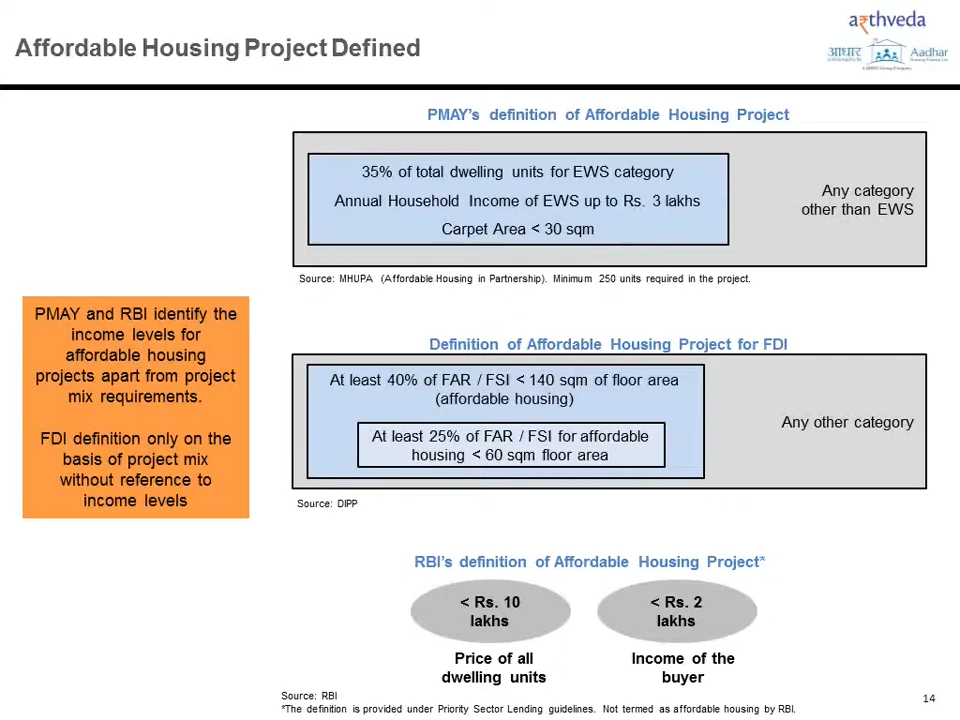 arthveda
Affordable Housing Project Defined
आधार
Aadhar
PMAY's definition of Affordable Housing Project
35% of total dwelling units for EWS category
Annual Household Income of EWS up to Rs. 3 lakhs
Carpet Area < 30 sqm
Any category
other than EWS
Source: MHUPA (Affordable Housing in Partnership). Minimum 250 units required in the project.
PMAY and RBI identify the
income levels for
affordable housing
projects apart from project
mix requirements.
FDI definition only on the
basis of project mix
without reference to
income levels
Definition of Affordable Housing Project for FDI
At least 40% of FAR / FSI < 140 sqm of floor area
(affordable housing)
At least 25% of FAR / FSI for affordable
housing < 60 sqm floor area
Any other category
Source: DIPP
RBI's definition of Affordable Housing Project*
< Rs. 10
lakhs
< Rs. 2
lakhs
Price of all
dwelling units
Income of the
buyer
Source: RBI
*The definition is provided under Priority Sector Lending guidelines. Not termed as affordable housing by RBI.
14